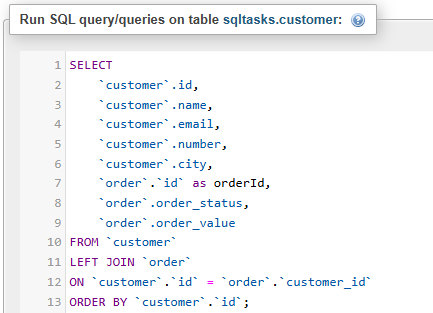 Run SQL query/queries on table sqltasks.customer:
1 SELECT
2 `customer`.id,
3 `customer`.name,
4 `customer`.email,
5 `customer`.number,
6 `customer`.city,
7 `order`.`id` as orderId,
8 `order`.order_status,
9 `order`.order_value
10 FROM `customer`
11 LEFT JOIN `order`
12 ON `customer`.`id` = `order`.`customer_id`
13 ORDER BY `customer`.`id`;